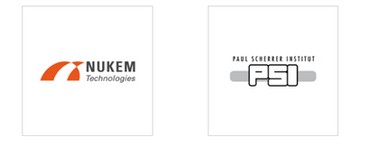 NUKEM
Technologies
PAUL SCHERRER INSTITUT
PSI